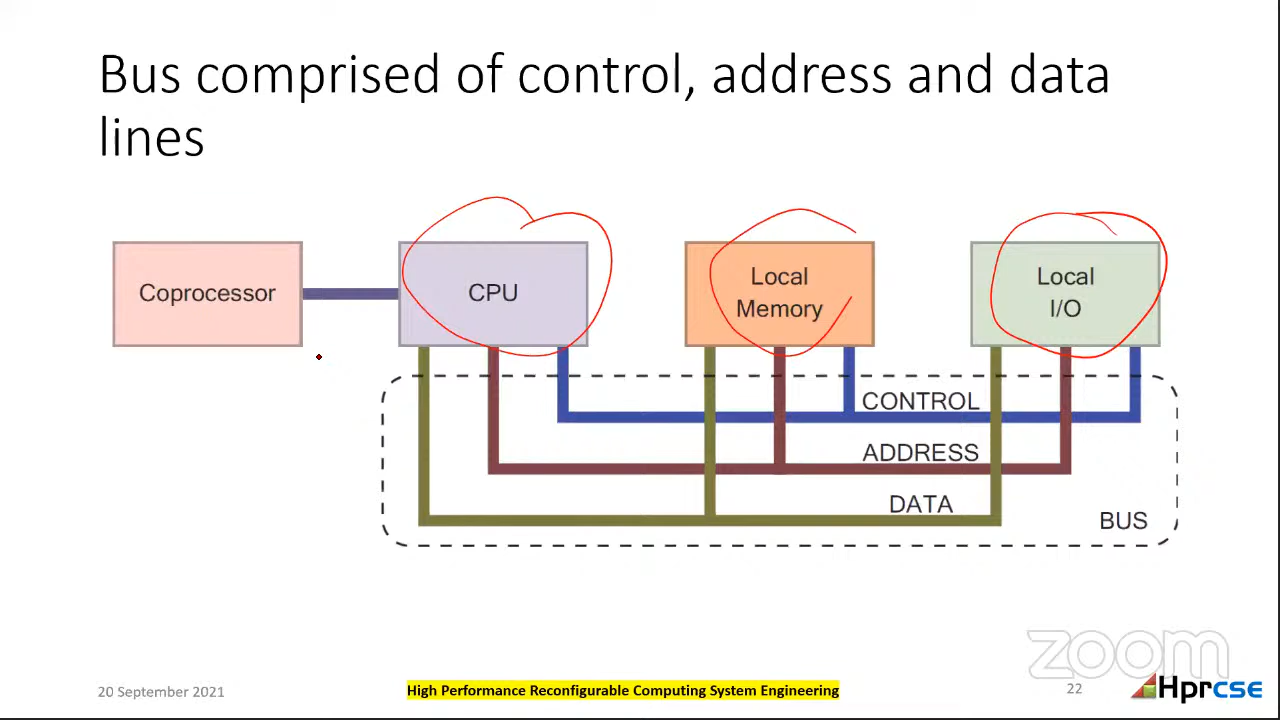 Bus comprised of control, address and data
lines
Coprocessor
CPU
Local
Memory
Local
I/O
CONTROL
ADDRESS
DATA
BUS
zoom
20 September 2021
High Performance Reconfigurable Computing System Engineering
22
Hprcse